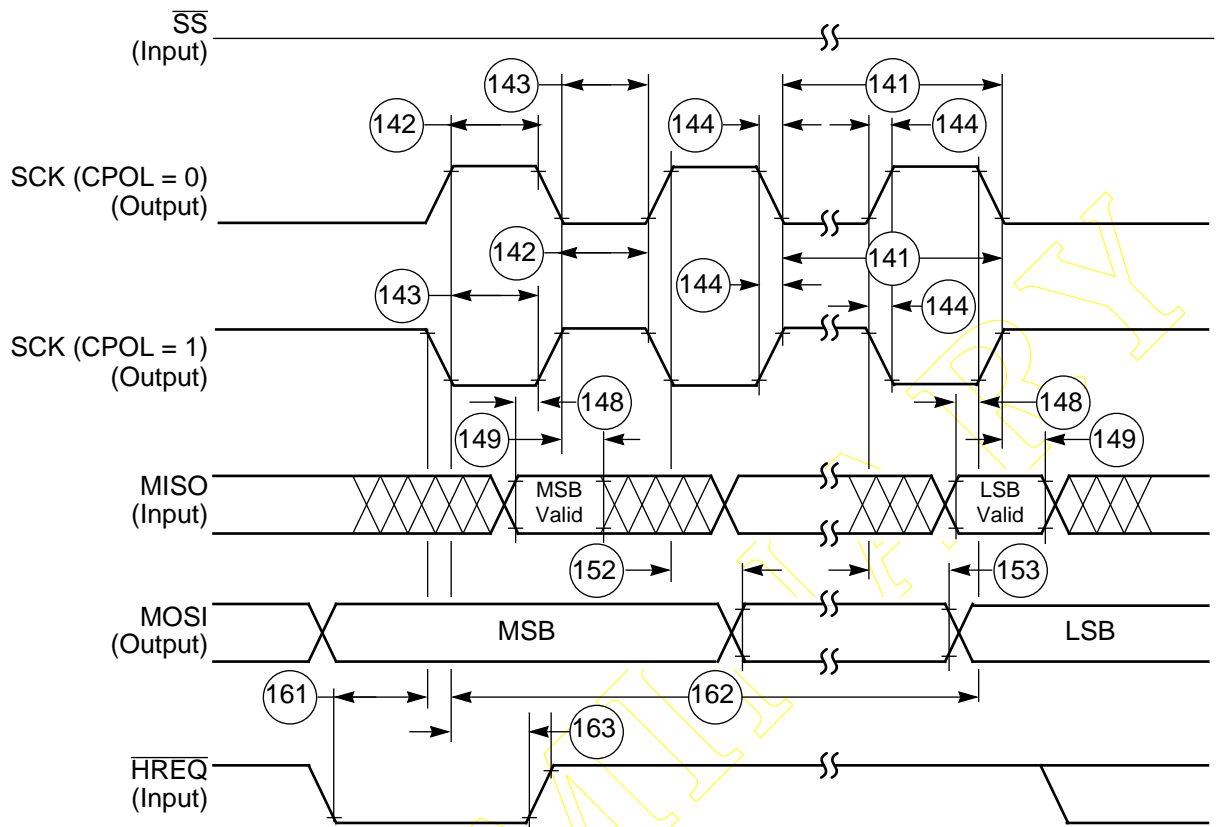 SS
(Input)
143
141
142
144
144
SCK (CPOL = 0)
(Output)
142
141
143
144
144
SCK (CPOL = 1)
(Output)
148
148
149
149
MISO
(Input)
MSB
Valid
LSB
Valid
152
153
MOSI
(Output)
MSB
LSB
161
162
163
HREQ
(Input)